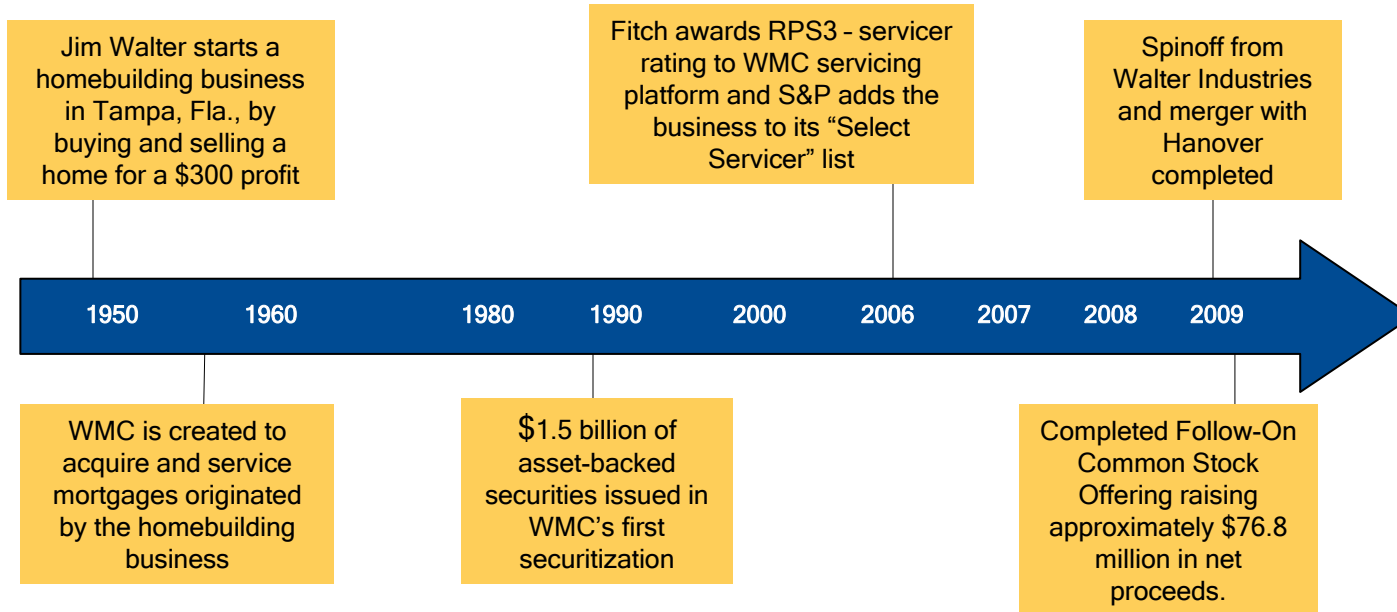 Jim Walter starts a
homebuilding business
in Tampa, Fla., by
buying and selling a
home for a $300 profit
Fitch awards RPS3 - servicer
rating to WMC servicing
platform and S&P adds the
business to its “Select
Servicer” list
Spinoff from
Walter Industries
and merger with
Hanover
completed
1950 1960 1980 1990 2000 2006 2007 2008 2009
WMC is created to
acquire and service
mortgages originated
by the homebuilding
business
$1.5 billion of
asset-backed
securities issued in
WMC’s first
securitization
Completed Follow-On
Common Stock
Offering raising
approximately $76.8
million in net
proceeds.